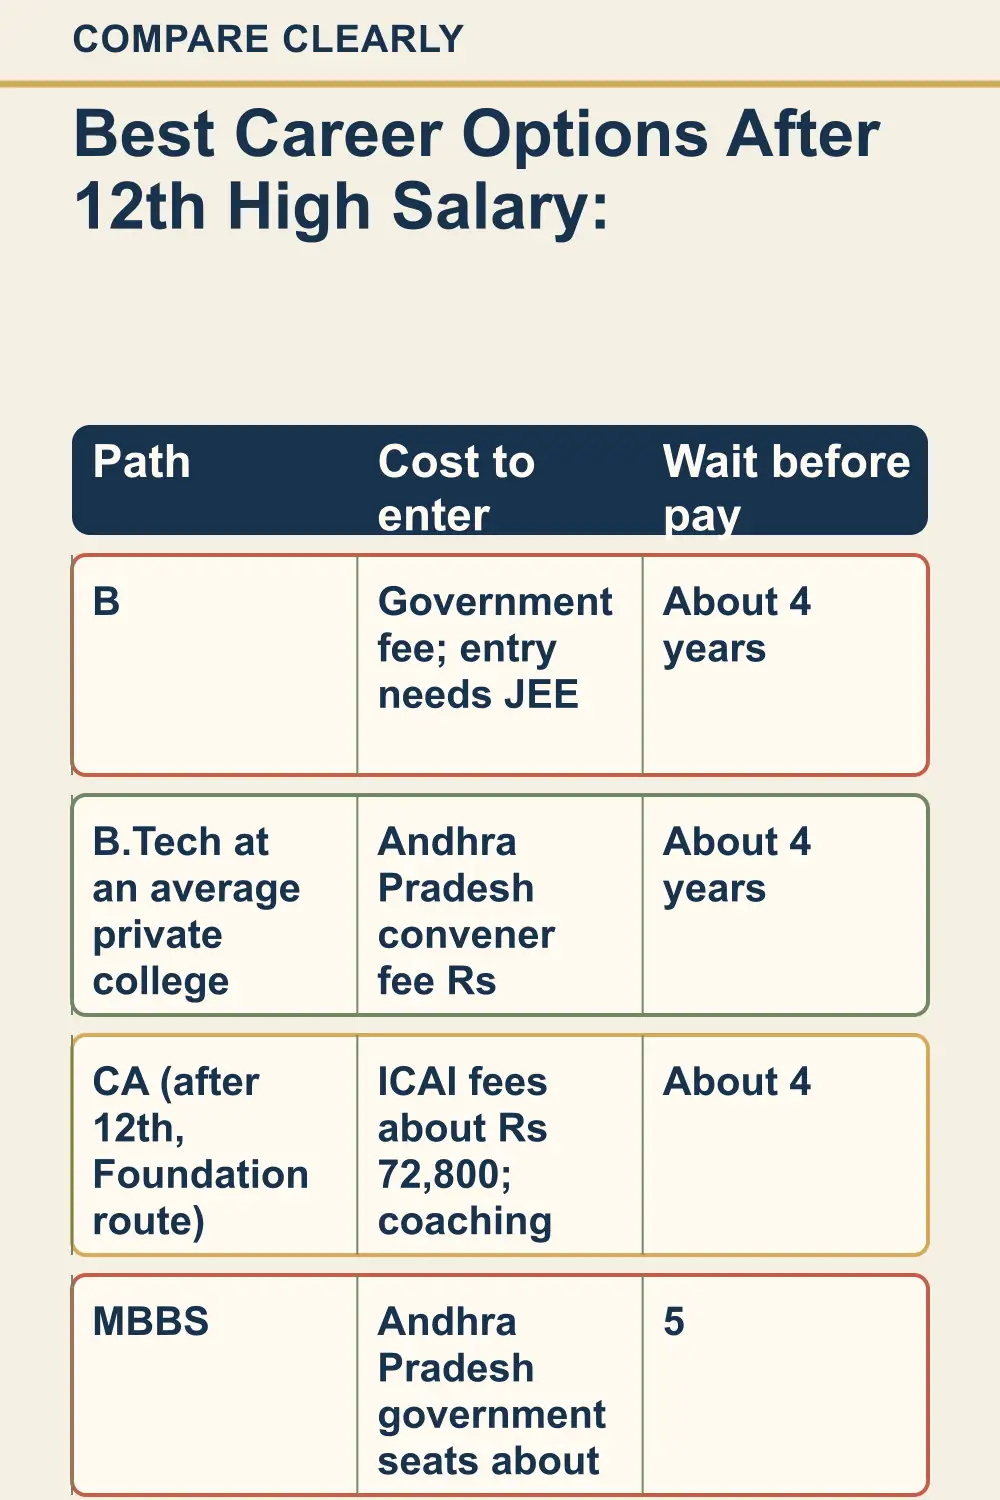 COMPARE CLEARLY
Best Career Options After
12th High Salary:
Path
Cost to
enter
Wait before
pay
B
Government
fee; entry
needs JEE
About 4
years
B.Tech at
an average
private
college
Andhra
Pradesh
convener
fee Rs
About 4
years
CA (after
12th,
Foundation
route)
ICAI fees
about Rs
72,800;
coaching
About 4
MBBS
Andhra
Pradesh
government
seats about
5